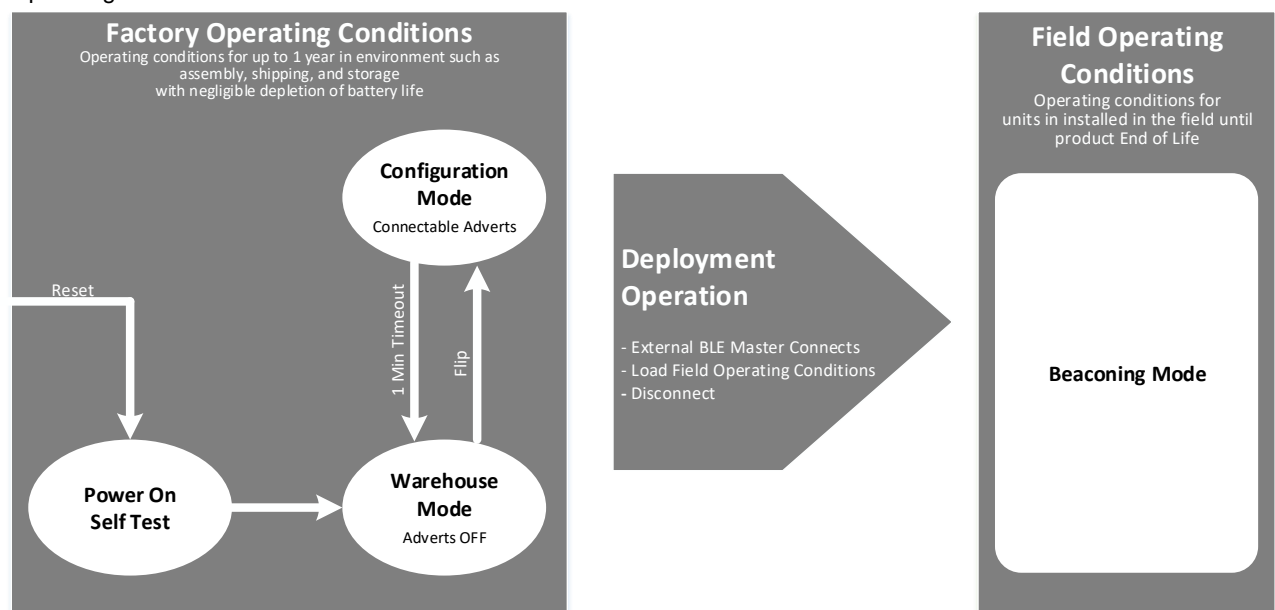 Factory Operating Conditions
Operating conditions for up to 1 year in environment such as
assembly, shipping, and storage
with negligible depletion of battery life
Configuration
Mode
Connectable Adverts
Reset
1 Min Timeout
Flip
Power On
Self Test
Warehouse
Mode
Adverts OFF
Deployment
Operation
- External BLE Master Connects
- Load Field Operating Conditions
- Disconnect
Field Operating
Conditions
Operating conditions for
units in installed in the field until
product End of Life
Beaconing Mode